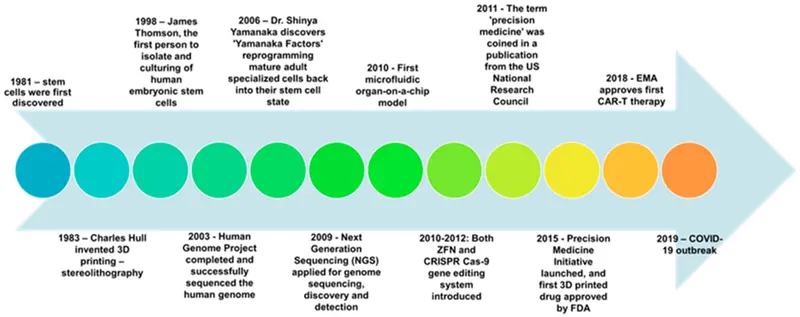 1981 – stem
cells were first
discovered
1983 – Charles Hull
invented 3D
printing –
stereolithography
1998 – James
Thomson, the
first person to
isolate and
culturing of
human
embryonic stem
cells
2003 - Human
Genome Project
completed and
successfully
sequenced the
human genome
2006 – Dr. Shinya
Yamanaka discovers
'Yamanaka Factors'
reprogramming
mature adult
specialized cells back
into their stem cell
state
2009 - Next
Generation
Sequencing (NGS)
applied for genome
sequencing,
discovery and
detection
2010 - First
microfluidic
organ-on-a-chip
model
2010-2012: Both
ZFN and
CRISPR Cas-9
gene editing
system
introduced
2011 - The term
'precision
medicine' was
coined in a
publication
from the US
National
Research
Council
2015 - Precision
Medicine
Initiative
launched, and
first 3D printed
drug approved
by FDA
2018 - EMA
approves first
CAR-T therapy
2019 – COVID-
19 outbreak